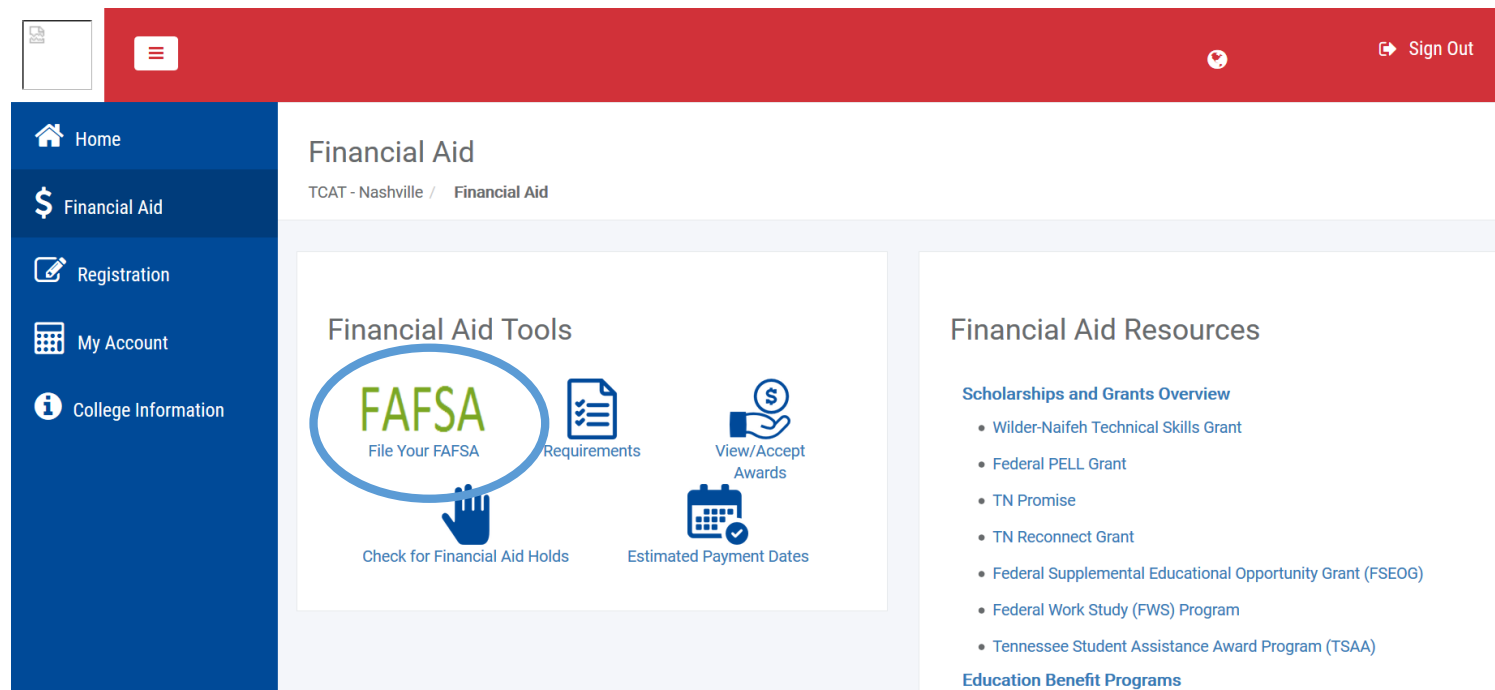 Sign Out
Home
Financial Aid
Registration
My Account
College Information
Financial Aid
TCAT - Nashville / Financial Aid
Financial Aid Tools
FAFSA
File Your FAFSA
Requirements
View/Accept
Awards
Check for Financial Aid Holds
Estimated Payment Dates
Financial Aid Resources
Scholarships and Grants Overview
• Wilder-Naifeh Technical Skills Grant
• Federal PELL Grant
• TN Promise
• TN Reconnect Grant
• Federal Supplemental Educational Opportunity Grant (FSEOG)
• Federal Work Study (FWS) Program
• Tennessee Student Assistance Award Program (TSAA)
Education Benefit Programs